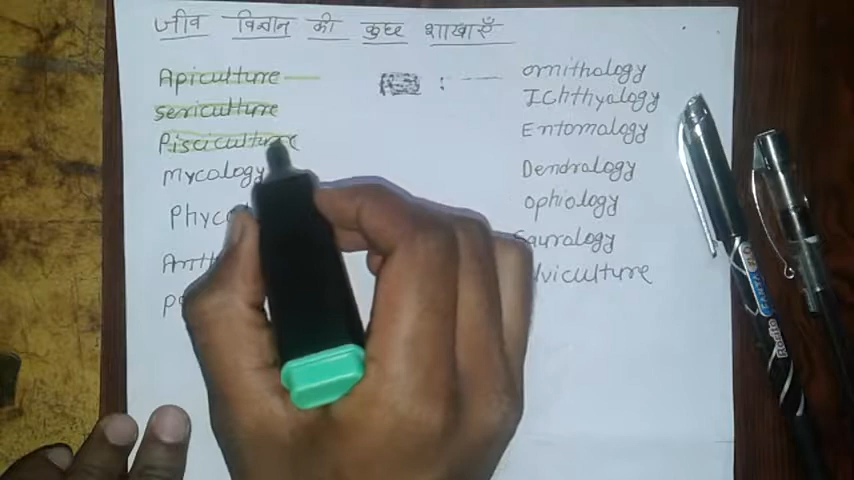 जीव विज्ञान की कुछ शाखाएँ
Apiculture
sericulture
Pisciculture
Mycology
ornithology
Ichthyology
Entomology
Dendrology
ophiology
Saurology